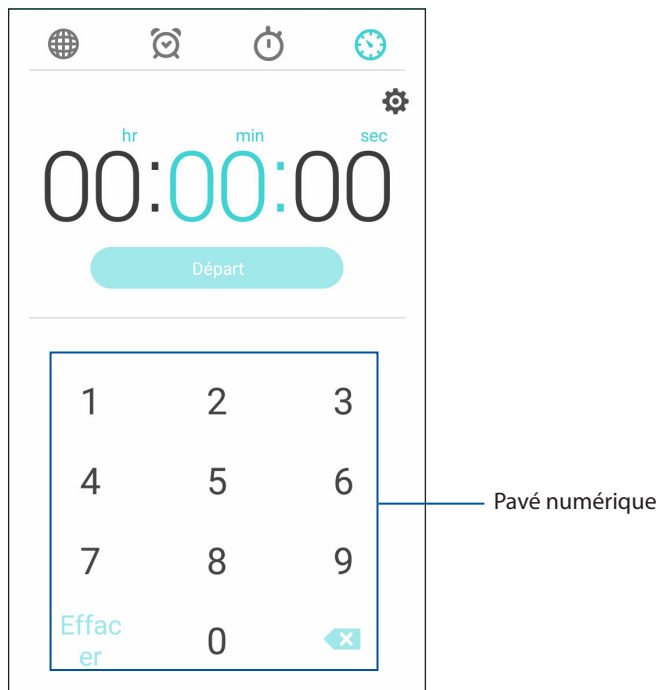 hr min sec
00:00:00
Départ
1 2 3
4 5 6
Pavé numérique
7 8 9
Effac
er
0